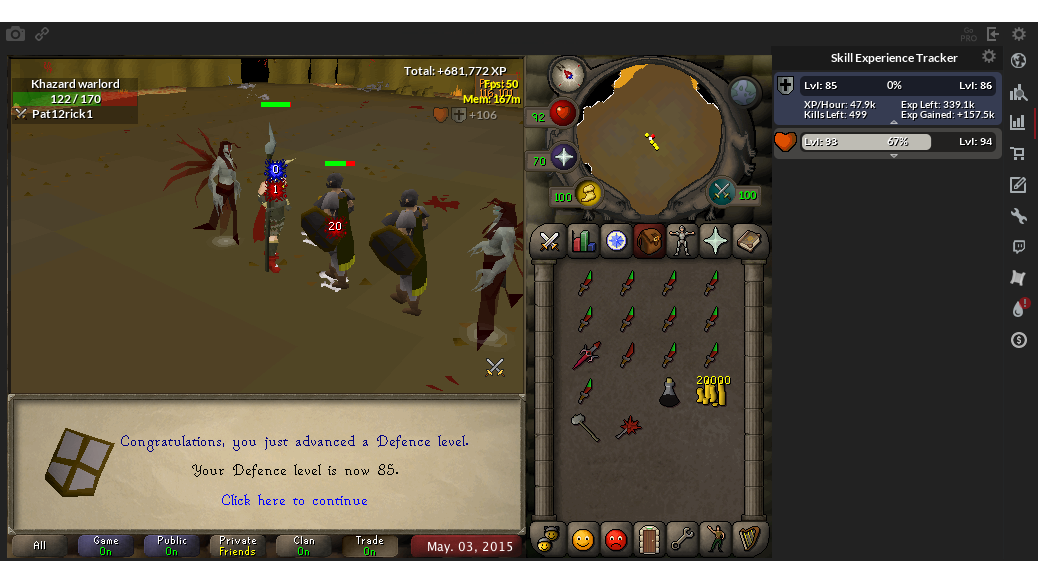 Go
PRO
Skill Experience Tracker
Khazard warlord
122 / 170
Pat12rick1
Total: +681,772 XP
Fps: 50
Mem: 167m
+106
0
1
20
92
70
100
100
Lvl: 85
0%
Lvl: 86
XP/Hour: 47.9k
Exp Left: 339.1k
Kills Left: 499
Exp Gained: +157.5k
Lvl: 93
67%
Lvl: 94
20000
Congratulations, you just advanced a Defence level.
Your Defence level is now 85.
Click here to continue
All
Game
On
Public
On
Private
Friends
Clan
On
Trade
On
May. 03, 2015